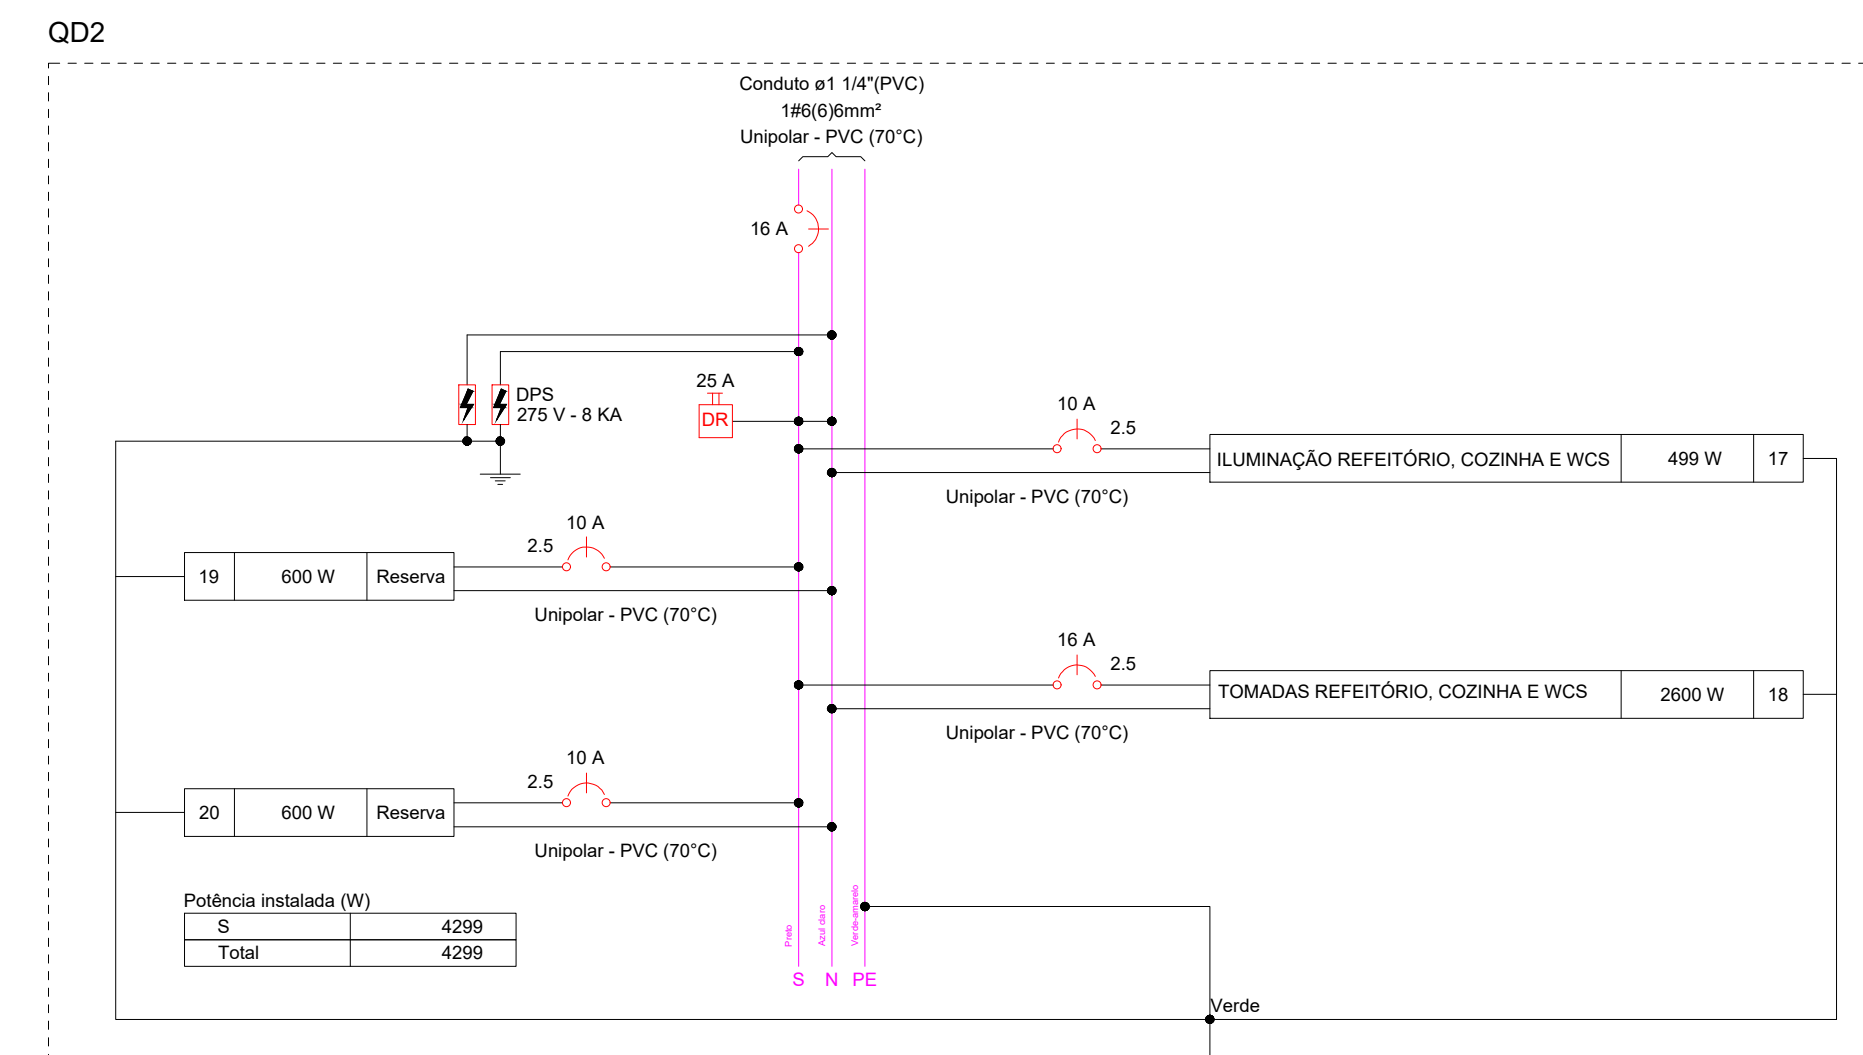 QD2
Conduto ø1 1/4"(PVC)
1#6(6)6mm²
Unipolar - PVC (70°C)
16 A
DPS
275 V - 8 KA
25 A
DR
10 A
2.5
ILUMINAÇÃO REFEITÓRIO, COZINHA E WCS 499 W 17
Unipolar - PVC (70°C)
10 A
2.5
19 600 W Reserva
Unipolar - PVC (70°C)
16 A
2.5
TOMADAS REFEITÓRIO, COZINHA E WCS 2600 W 18
Unipolar - PVC (70°C)
10 A
2.5
20 600 W Reserva
Unipolar - PVC (70°C)
Potência instalada (W)
S 4299
Total 4299
Preto
Azul claro
Verde-amarelo
S N PE
Verde